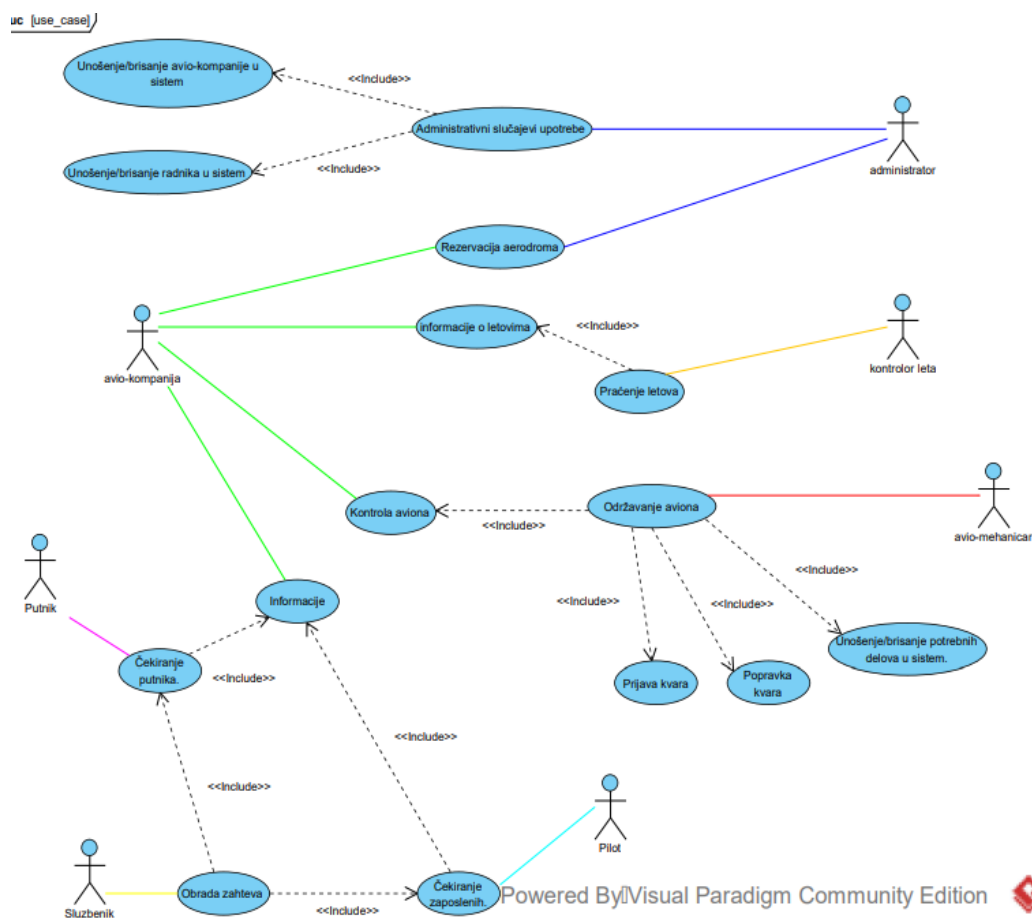 uc [use_case]
Unošenje/brisanje avio-kompanije u
sistem
<<Include>>
Administrativni slučajevi upotrebe
Unošenje/brisanje radnika u sistem
<<Include>>
administrator
Rezervacija aerodroma
informacije o letovima
<<Include>>
avio-kompanija
kontrolor leta
Praćenje letova
Kontrola aviona
<<Include>>
Održavanje aviona
avio-mehanicar
<<Include>>
<<Include>>
<<Include>>
Putnik
Informacije
Unošenje/brisanje potrebnih
delova u sistem.
Čekiranje
putnika.
<<Include>>
Prijava kvara
Popravka
kvara
<<Include>>
<<Include>>
Pilot
Sluzbenik
Obrada zahteva
<<Include>>
Čekiranje
zaposlenih.
Powered By Visual Paradigm Community Edition